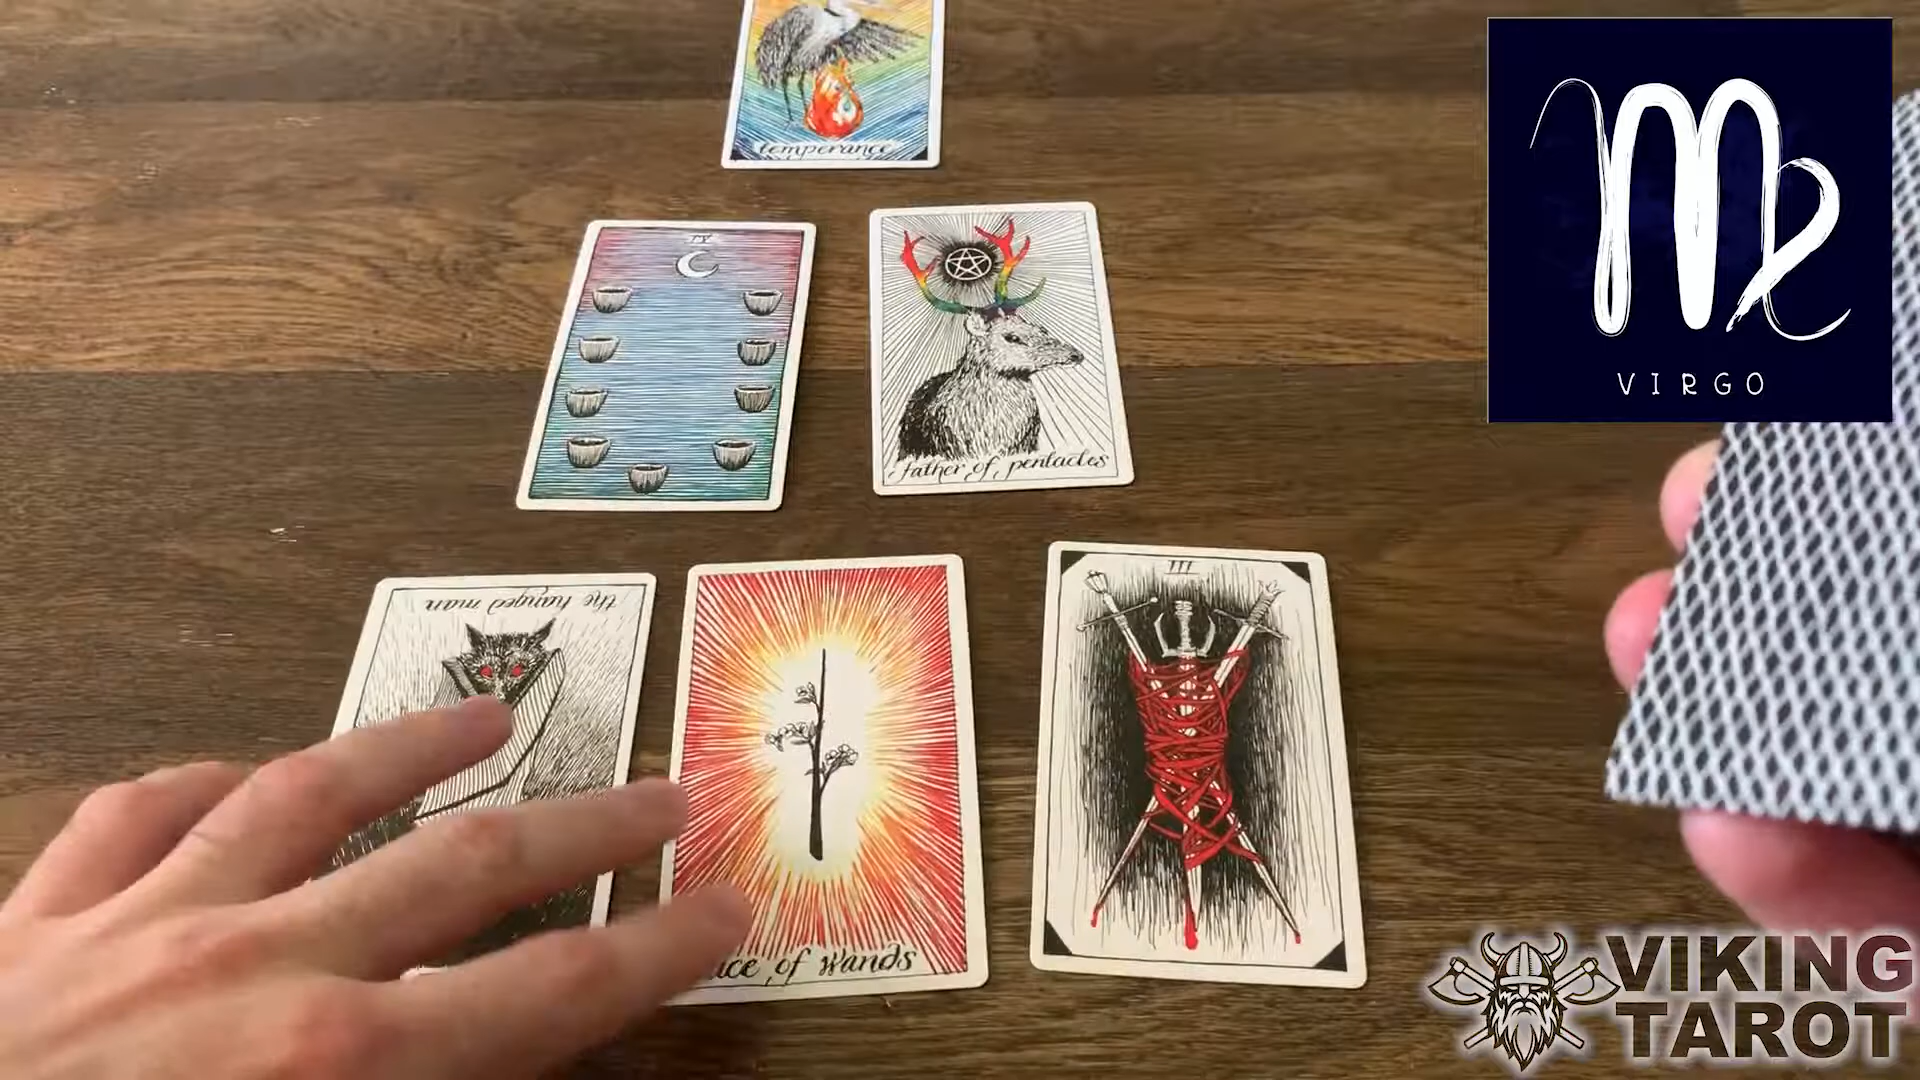 temperance
VIRGO
IX
father of pentacles
the hanged man
III
ace of wands
VIKING
TAROT